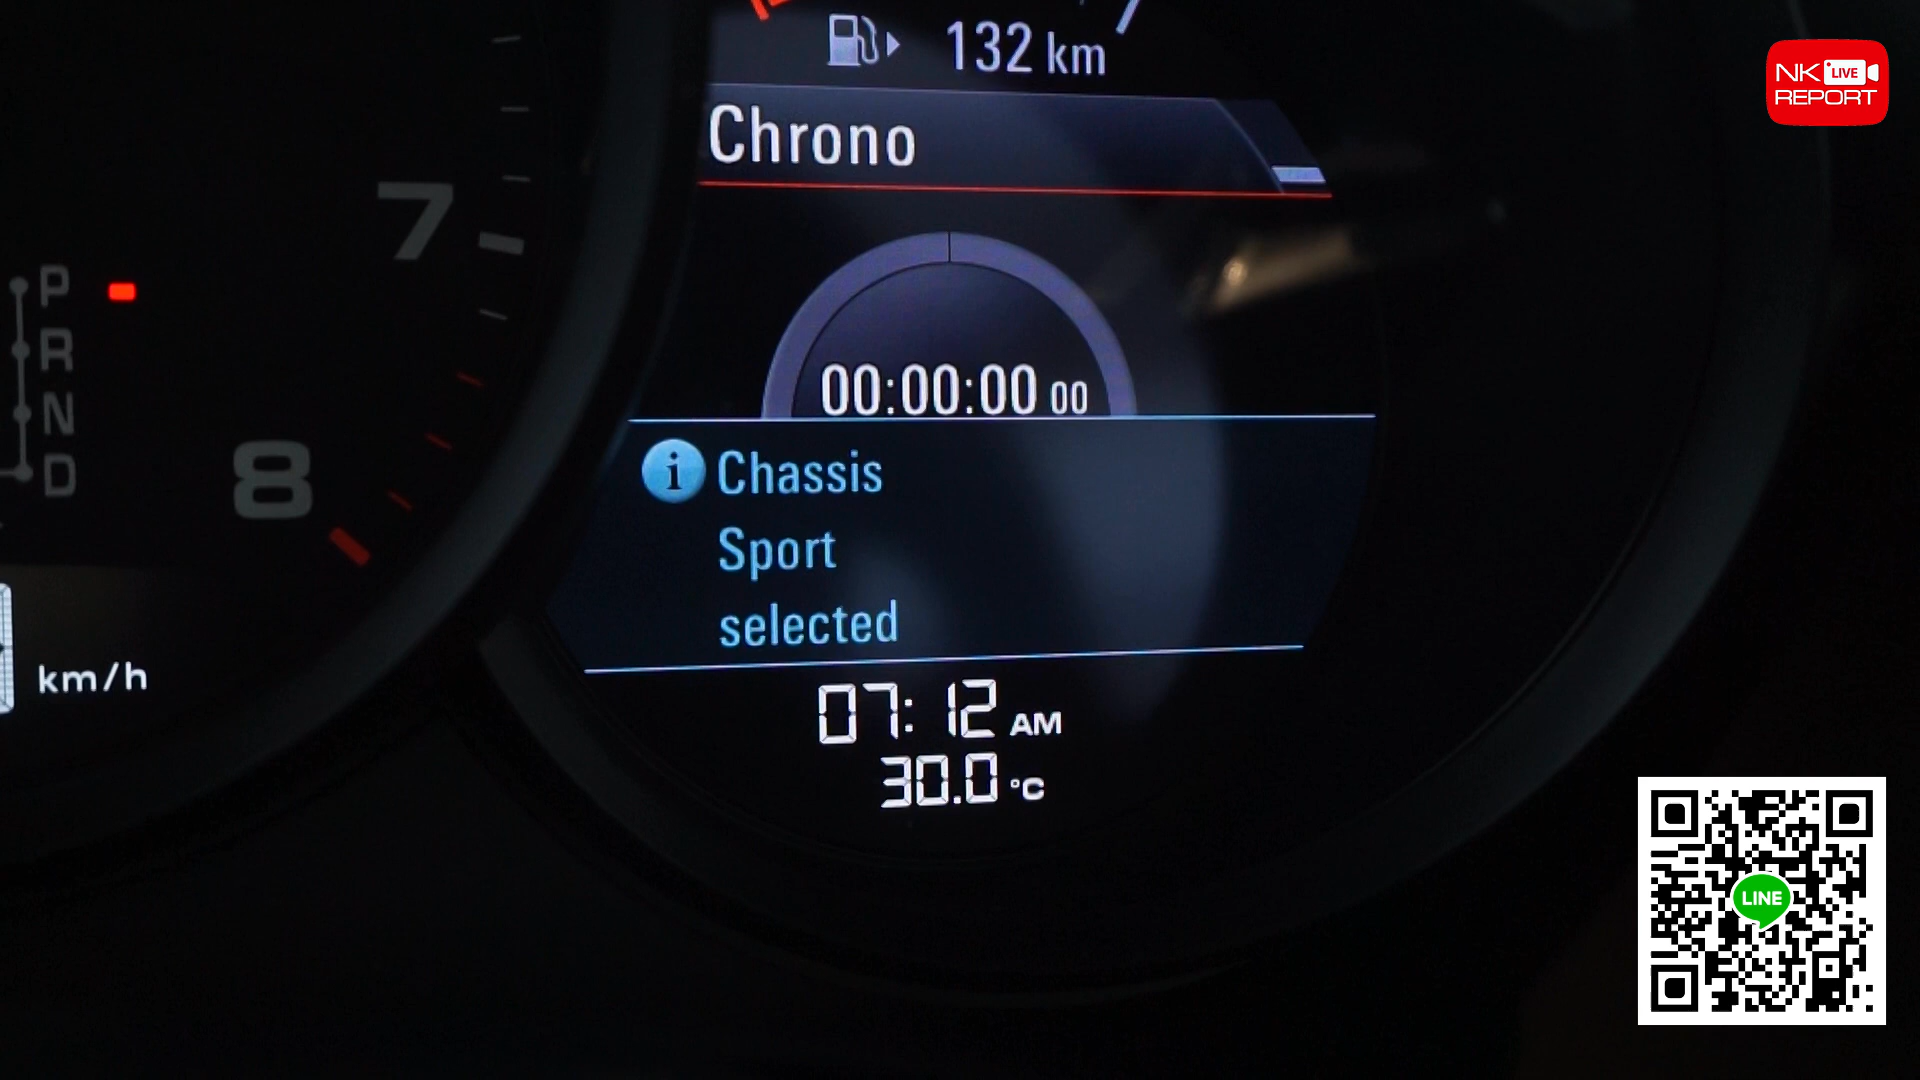 132 km
Chrono
7
P
R
N
D
8
00:00:00 00
i Chassis
Sport
selected
km/h
07:12 AM
30.0 °C
NK LIVE
REPORT
LINE